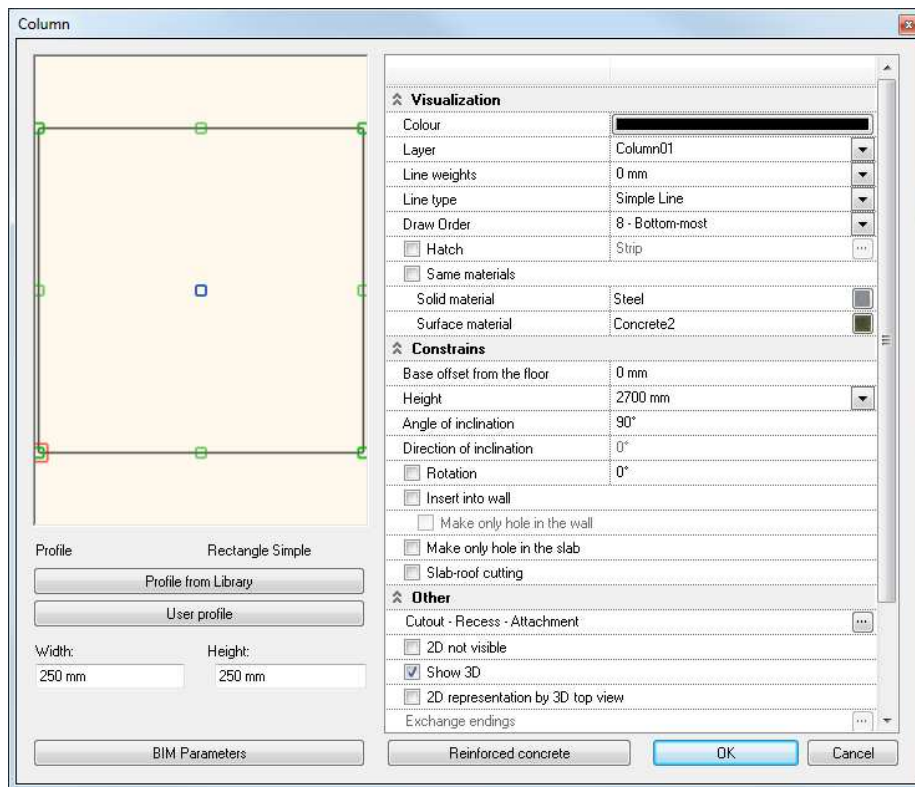 Column
Visualization
Colour
Layer Column01
Line weights 0 mm
Line type Simple Line
Draw Order 8 - Bottom-most
Hatch Strip ...
Same materials
Solid material Steel
Surface material Concrete2
Constrains
Base offset from the floor 0 mm
Height 2700 mm
Angle of inclination 90°
Direction of inclination 0°
Rotation 0°
Insert into wall
Make only hole in the wall
Make only hole in the slab
Slab-roof cutting
Other
Cutout - Recess - Attachment ...
2D not visible
Show 3D
2D representation by 3D top view
Exchange endings ...
Profile Rectangle Simple
Profile from Library
User profile
Width: Height:
250 mm 250 mm
BIM Parameters Reinforced concrete OK Cancel